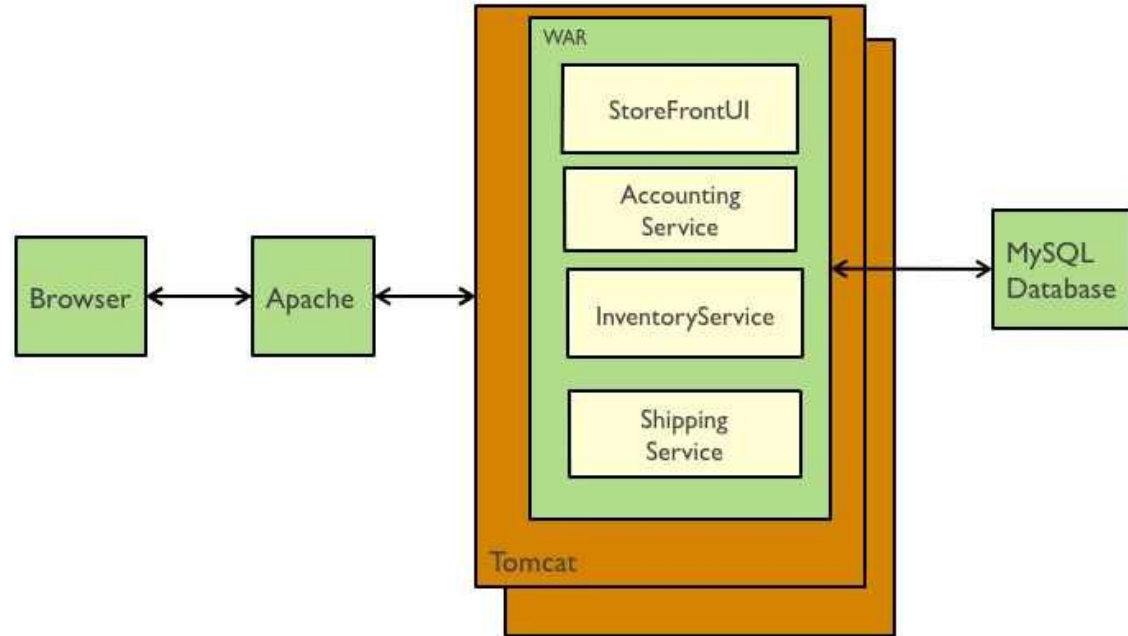 WAR
StoreFrontUI
Accounting
Service
InventoryService
Shipping
Service
Browser
Apache
Tomcat
MySQL
Database